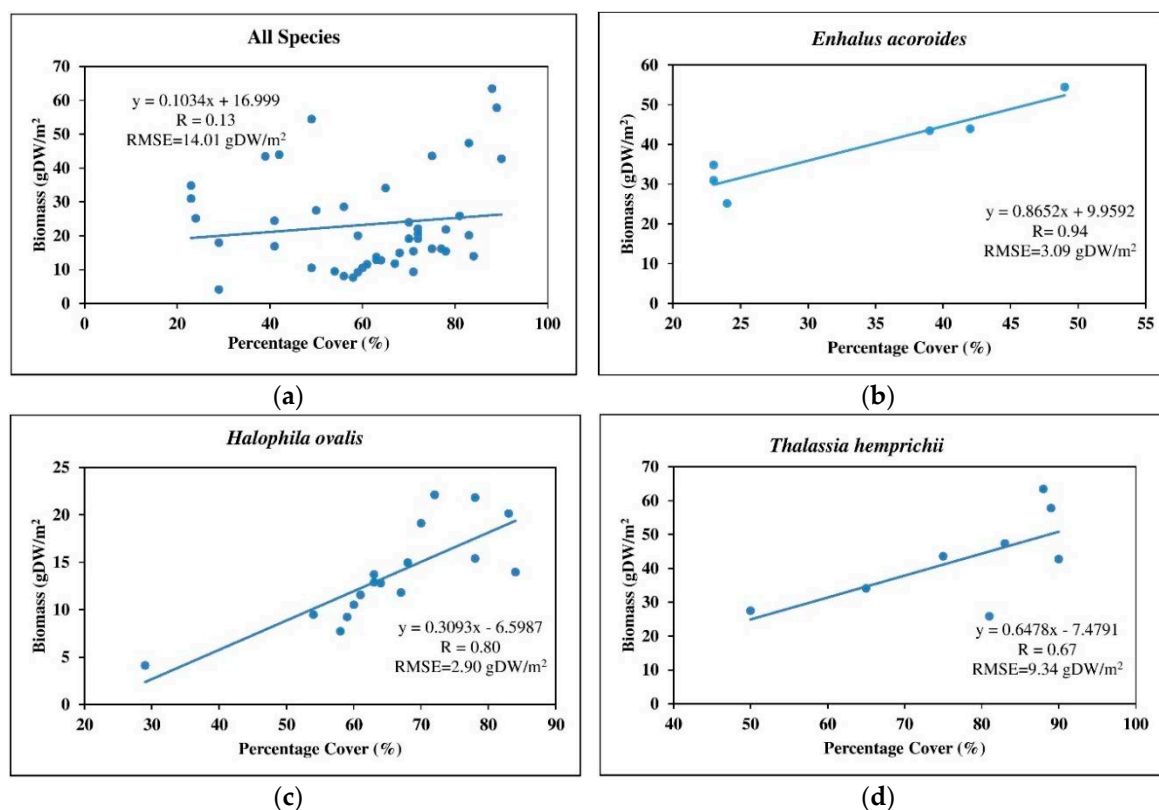 All Species
y = 0.1034x + 16.999
R = 0.13
RMSE=14.01 gDW/m²
Biomass (gDW/m²
70
60
50
40
30
20
10
0
0 20 40 60 80 100
Percentage Cover (%)
(a)
Enhalus acoroides
Biomass (gDW/m²)
60
50
40
30
20
10
0
y = 0.8652x + 9.9592
R= 0.94
RMSE=3.09 gDW/m²
20 25 30 35 40 45 50 55
Percentage Cover (%)
(b)
Halophila ovalis
Biomass (gDW/m²
25
20
15
10
5
0
y = 0.3093x - 6.5987
R = 0.80
RMSE=2.90 gDW/m²
20 30 40 50 60 70 80 90
Percentage Cover (%)
(c)
Thalassia hemprichii
Biomass (gDW/m²
70
60
50
40
30
20
10
0
y = 0.6478x - 7.4791
R = 0.67
RMSE=9.34 gDW/m²
40 50 60 70 80 90 100
Percentage Cover (%)
(d)